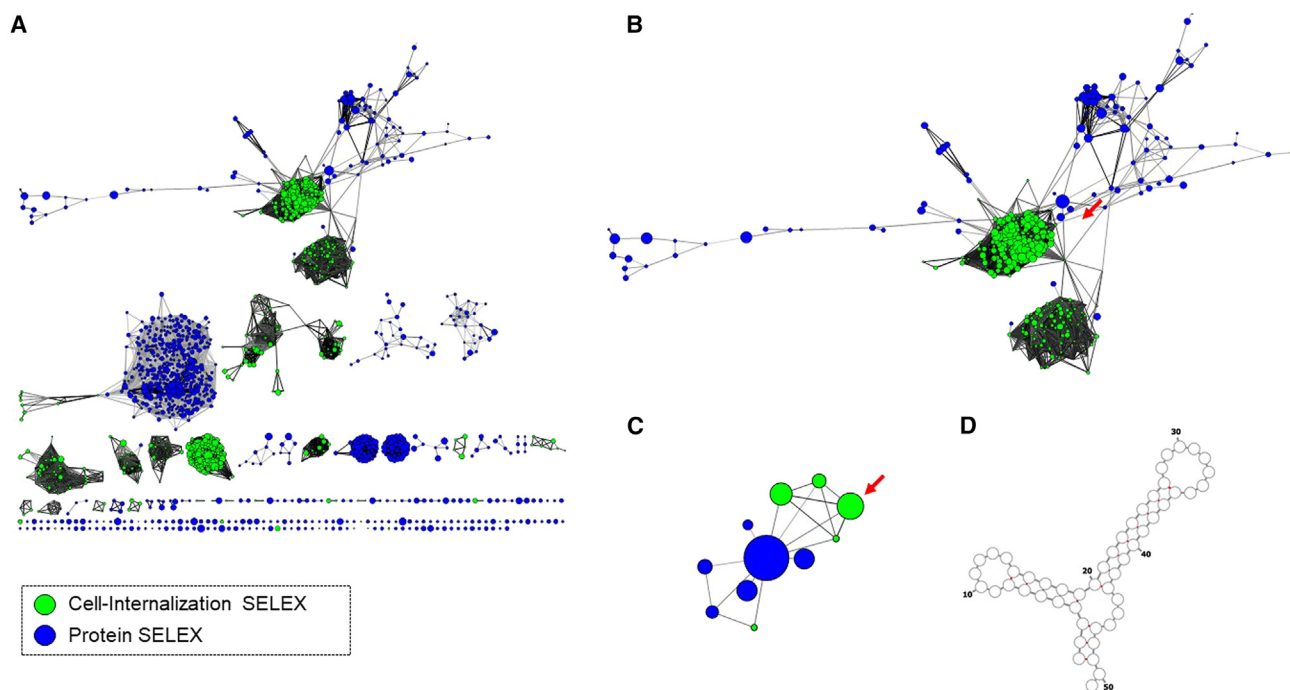 A
B
C
D
30
40
20
10
50
Cell-Internalization SELEX
Protein SELEX